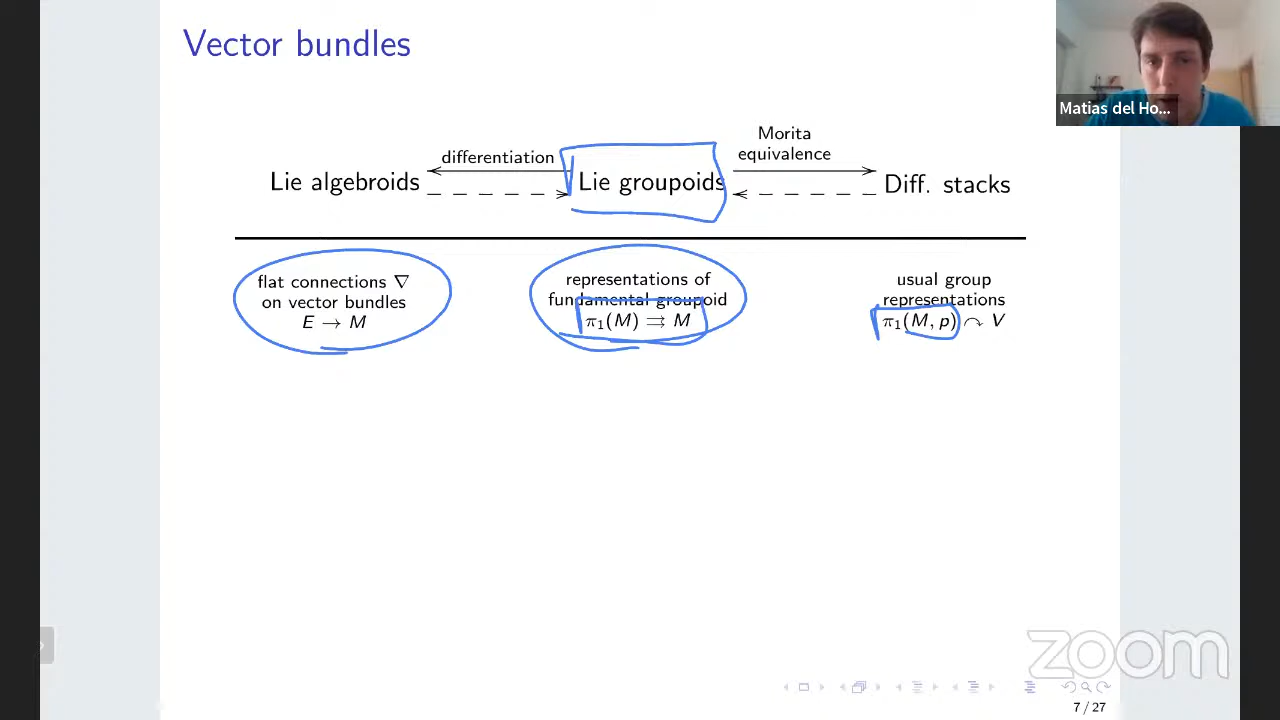 Vector bundles
Matias del Ho...
Morita
differentiation
equivalence
Lie algebroids
Lie groupoids
Diff. stacks
flat connections ∇
on vector bundles
E → M
representations of
fundamental groupoid
π₁(M) ⇉ M
usual group
representations
π₁(M, p) ↷ V
zoom
7 / 27